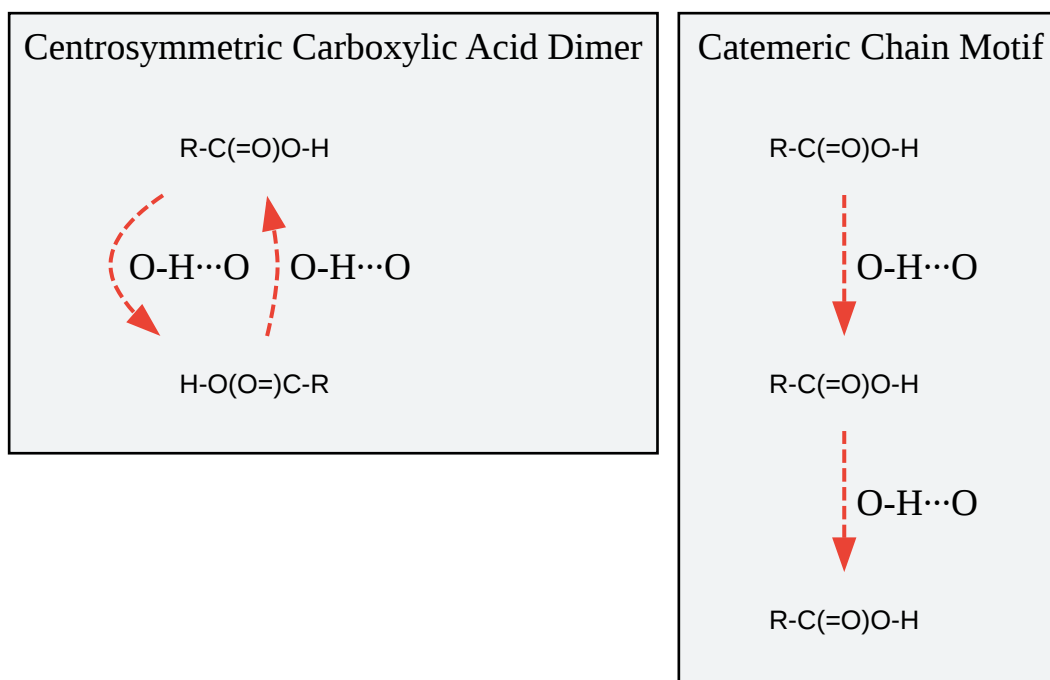 Centrosymmetric Carboxylic Acid Dimer
R-C(=O)O-H
O-H···O
O-H···O
H-O(O=)C-R
Catemeric Chain Motif
R-C(=O)O-H
O-H···O
R-C(=O)O-H
O-H···O
R-C(=O)O-H